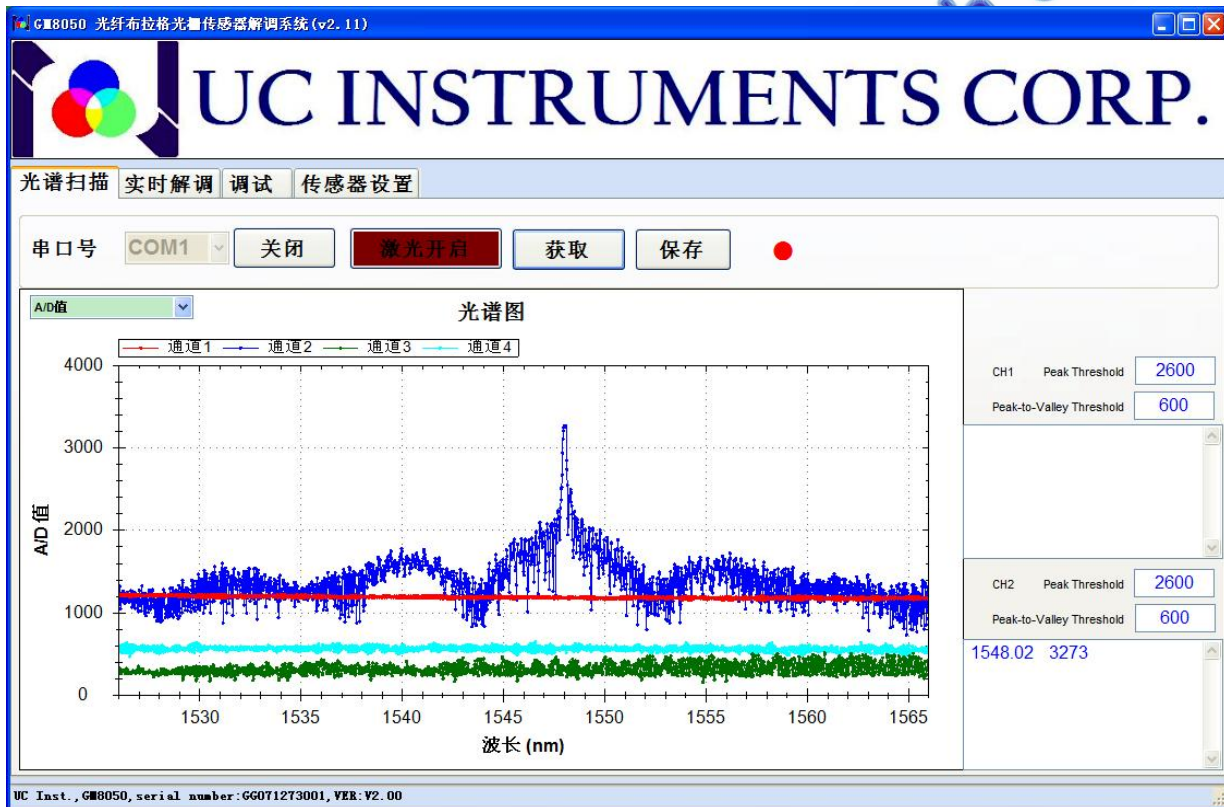 GM8050 光纤布拉格光栅传感器解调系统(v2.11)
UC INSTRUMENTS CORP.
光谱扫描 实时解调 调试 传感器设置
串口号 COM1 关闭 激光开启 获取 保存
A/D值
光谱图
通道1 通道2 通道3 通道4
4000
3000
2000
1000
0
A/D 值
1530 1535 1540 1545 1550 1555 1560 1565
波长 (nm)
CH1 Peak Threshold 2600
Peak-to-Valley Threshold 600
CH2 Peak Threshold 2600
Peak-to-Valley Threshold 600
1548.02 3273
UC Inst.,GM8050,serial number:GG071273001,VER:V2.00